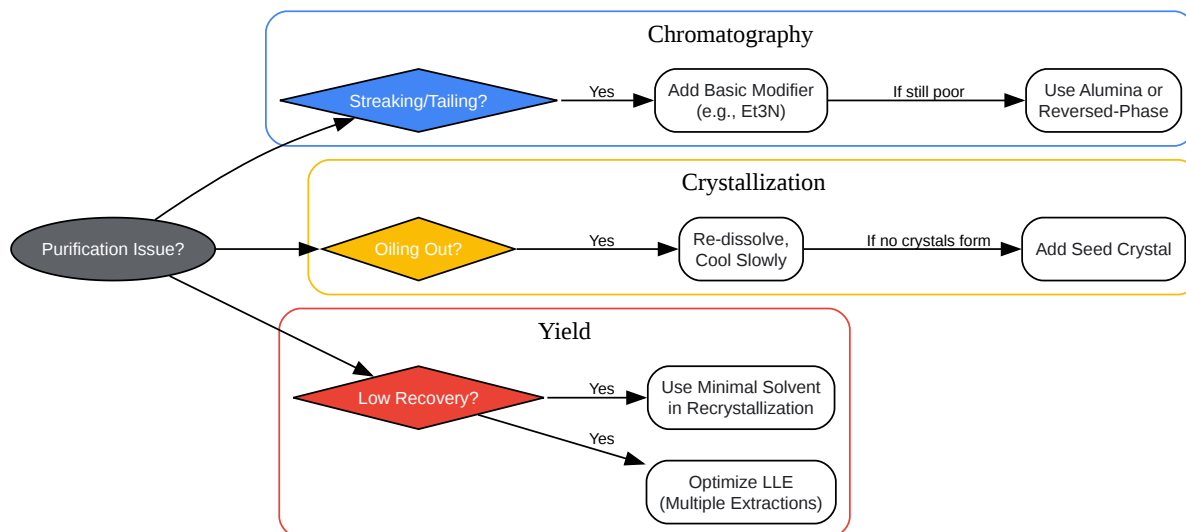 Chromatography
Streaking/Tailing?
Yes
Add Basic Modifier
(e.g., Et3N)
If still poor
Use Alumina or
Reversed-Phase
Crystallization
Purification Issue?
Oiling Out?
Yes
Re-dissolve,
Cool Slowly
If no crystals form
Add Seed Crystal
Yield
Low Recovery?
Yes
Use Minimal Solvent
in Recrystallization
Yes
Optimize LLE
(Multiple Extractions)